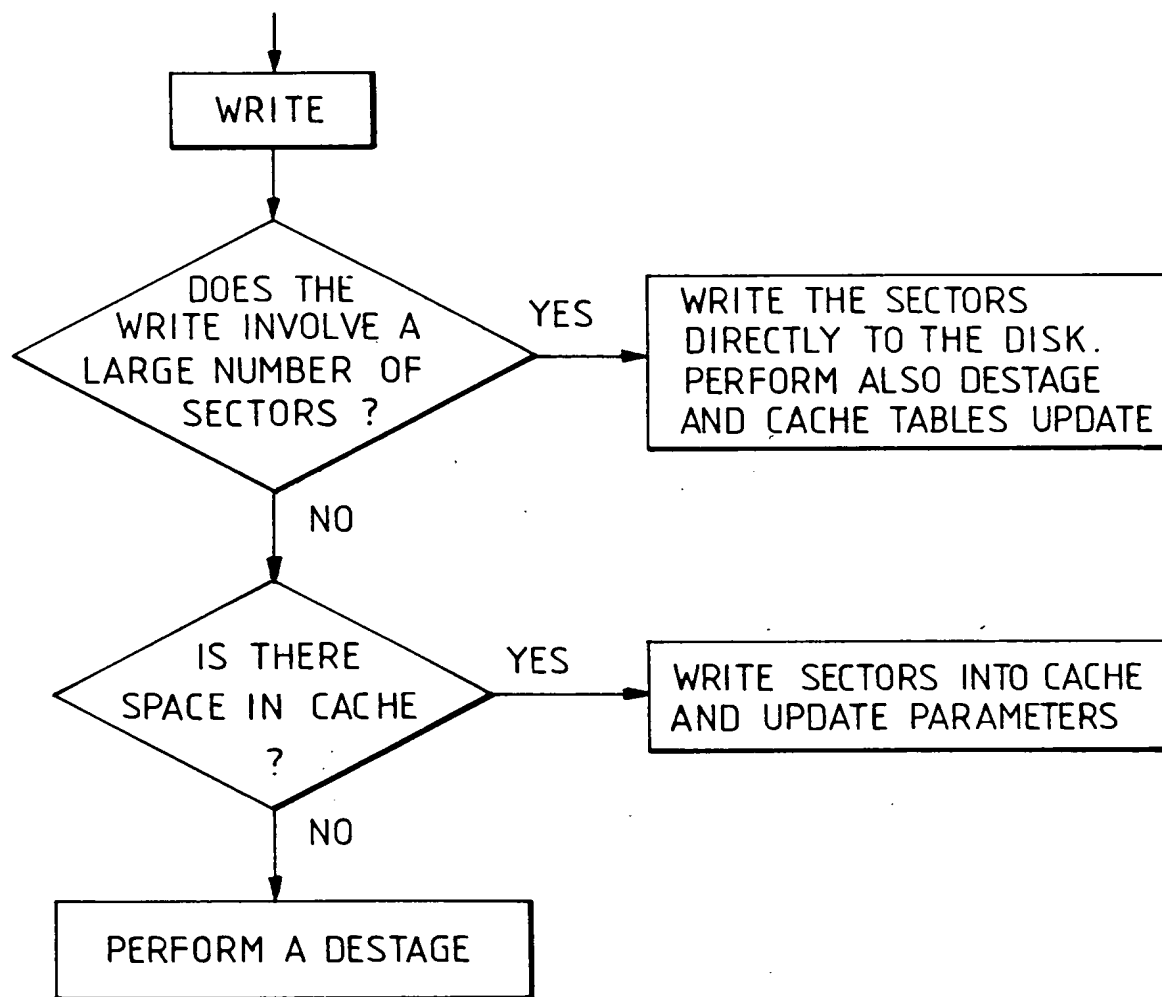 WRITE
DOES THE
WRITE INVOLVE A
LARGE NUMBER OF
SECTORS ?
YES
WRITE THE SECTORS
DIRECTLY TO THE DISK.
PERFORM ALSO DESTAGE
AND CACHE TABLES UPDATE
NO
IS THERE
SPACE IN CACHE
?
YES
WRITE SECTORS INTO CACHE
AND UPDATE PARAMETERS
NO
PERFORM A DESTAGE